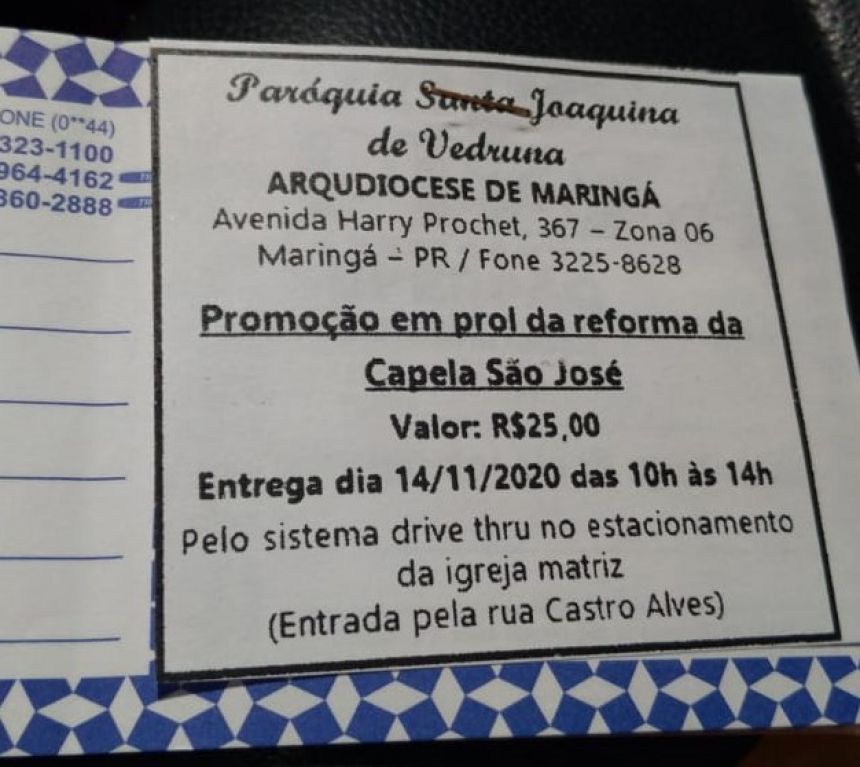 ONE (0**44)
323-1100
964-4162
360-2888
Paróquia Santa Joaquina
de Vedruna
ARQUDIOCESE DE MARINGÁ
Avenida Harry Prochet, 367 – Zona 06
Maringá – PR / Fone 3225-8628
Promoção em prol da reforma da
Capela São José
Valor: R$25,00
Entrega dia 14/11/2020 das 10h às 14h
Pelo sistema drive thru no estacionamento
da igreja matriz
(Entrada pela rua Castro Alves)